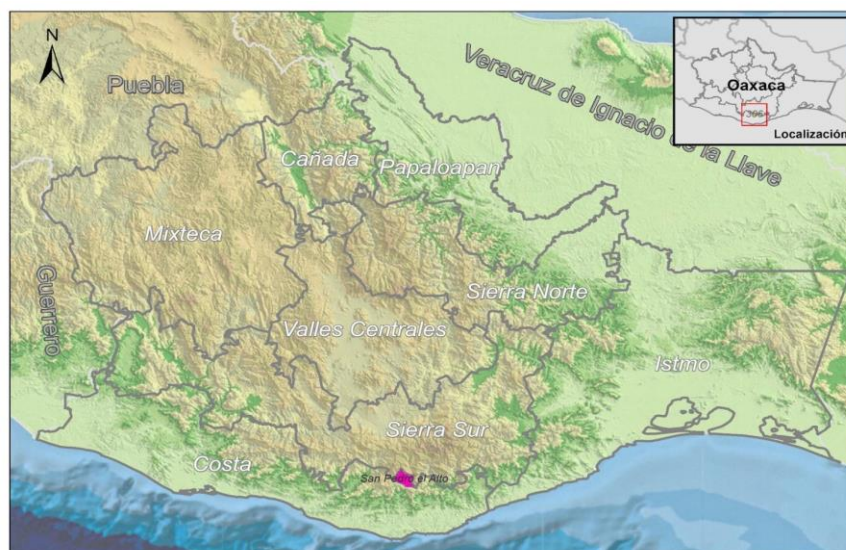 N
Puebla
Veracruz de Ignacio de la Llave
Oaxaca
Localización
Cañada
Papaloapan
Mixteca
Guerrero
Sierra Norte
Valles Centrales
Istmo
Sierra Sur
Costa
San Pedro el Alto